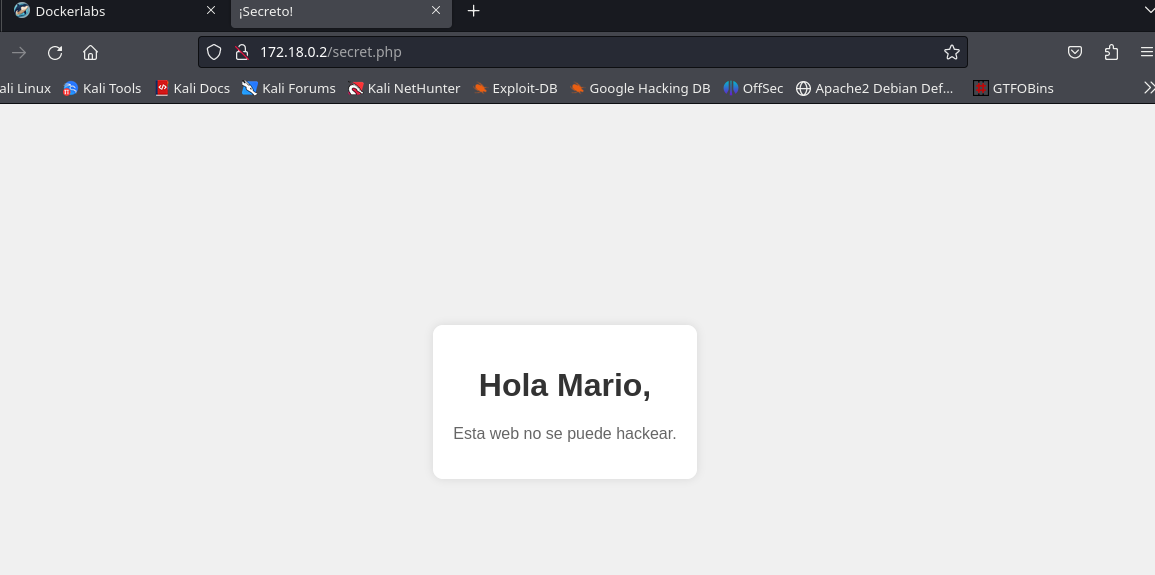 Dockerlabs
¡Secreto!
172.18.0.2/secret.php
ali Linux Kali Tools Kali Docs Kali Forums Kali NetHunter Exploit-DB Google Hacking DB OffSec Apache2 Debian Def... GTFOBins
Hola Mario,
Esta web no se puede hackear.